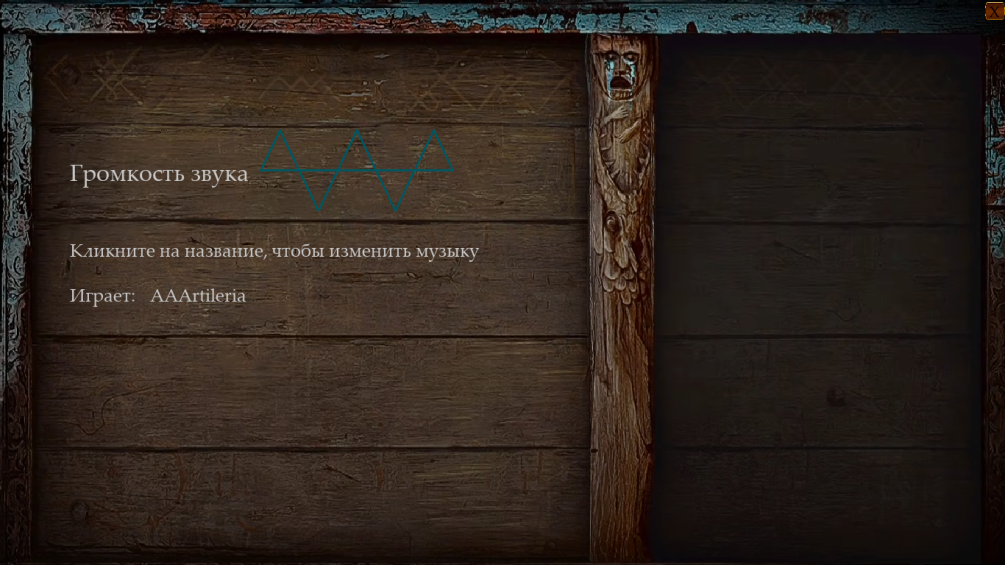 X
Громкость звука
Кликните на название, чтобы изменить музыку
Играет: AAArtileria